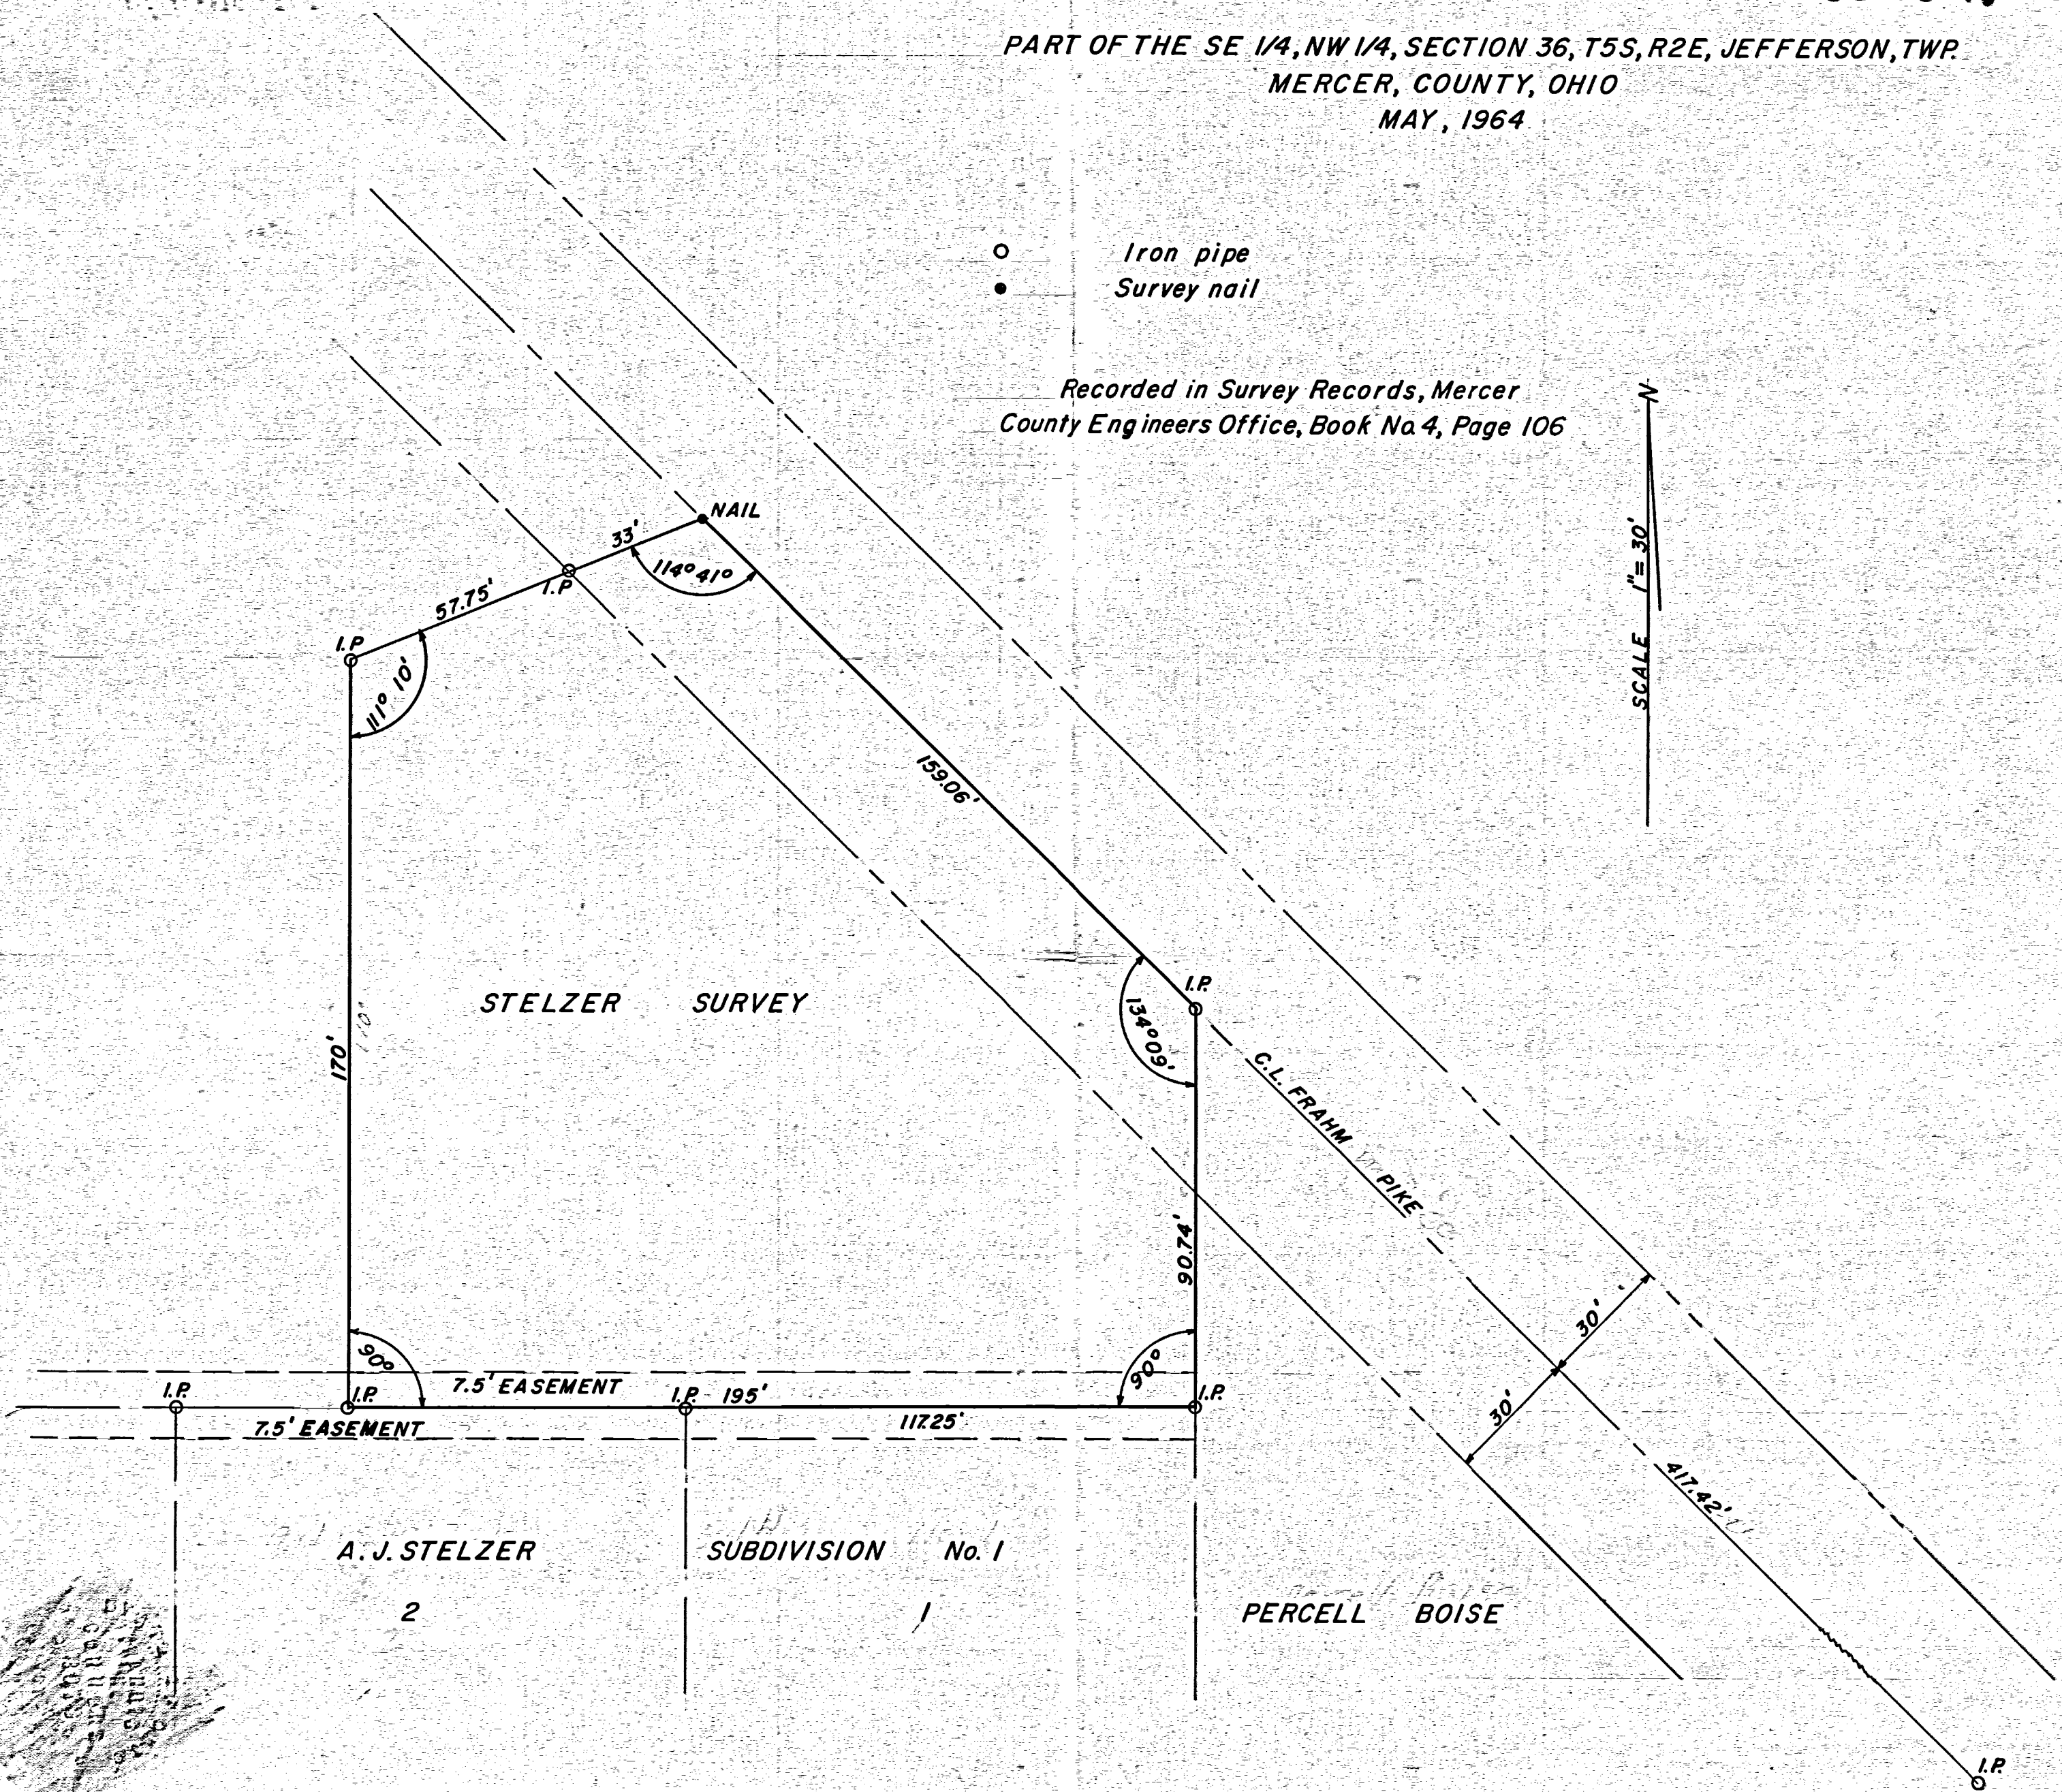 PART OF THE SE 1/4, NW 1/4, SECTION 36, T5S, R2E, JEFFERSON, TWP.
MERCER, COUNTY, OHIO
MAY, 1964
Iron pipe
Survey nail
Recorded in Survey Records, Mercer
County Engineers Office, Book No. 4, Page 106
N
SCALE 1"= 30'
NAIL
33'
114° 41°
I.P
57.75'
I.P
111° 10'
159.06'
STELZER SURVEY
170'
I.P.
134° 09'
C.L. FRAHM PIKE
90.74'
30'
30'
90°
90°
7.5' EASEMENT
I.P.
I.P.
I.P.
195'
I.P.
7.5' EASEMENT
117.25'
417.42'
A. J. STELZER SUBDIVISION No. 1
2
1
PERCELL BOISE
I.P.